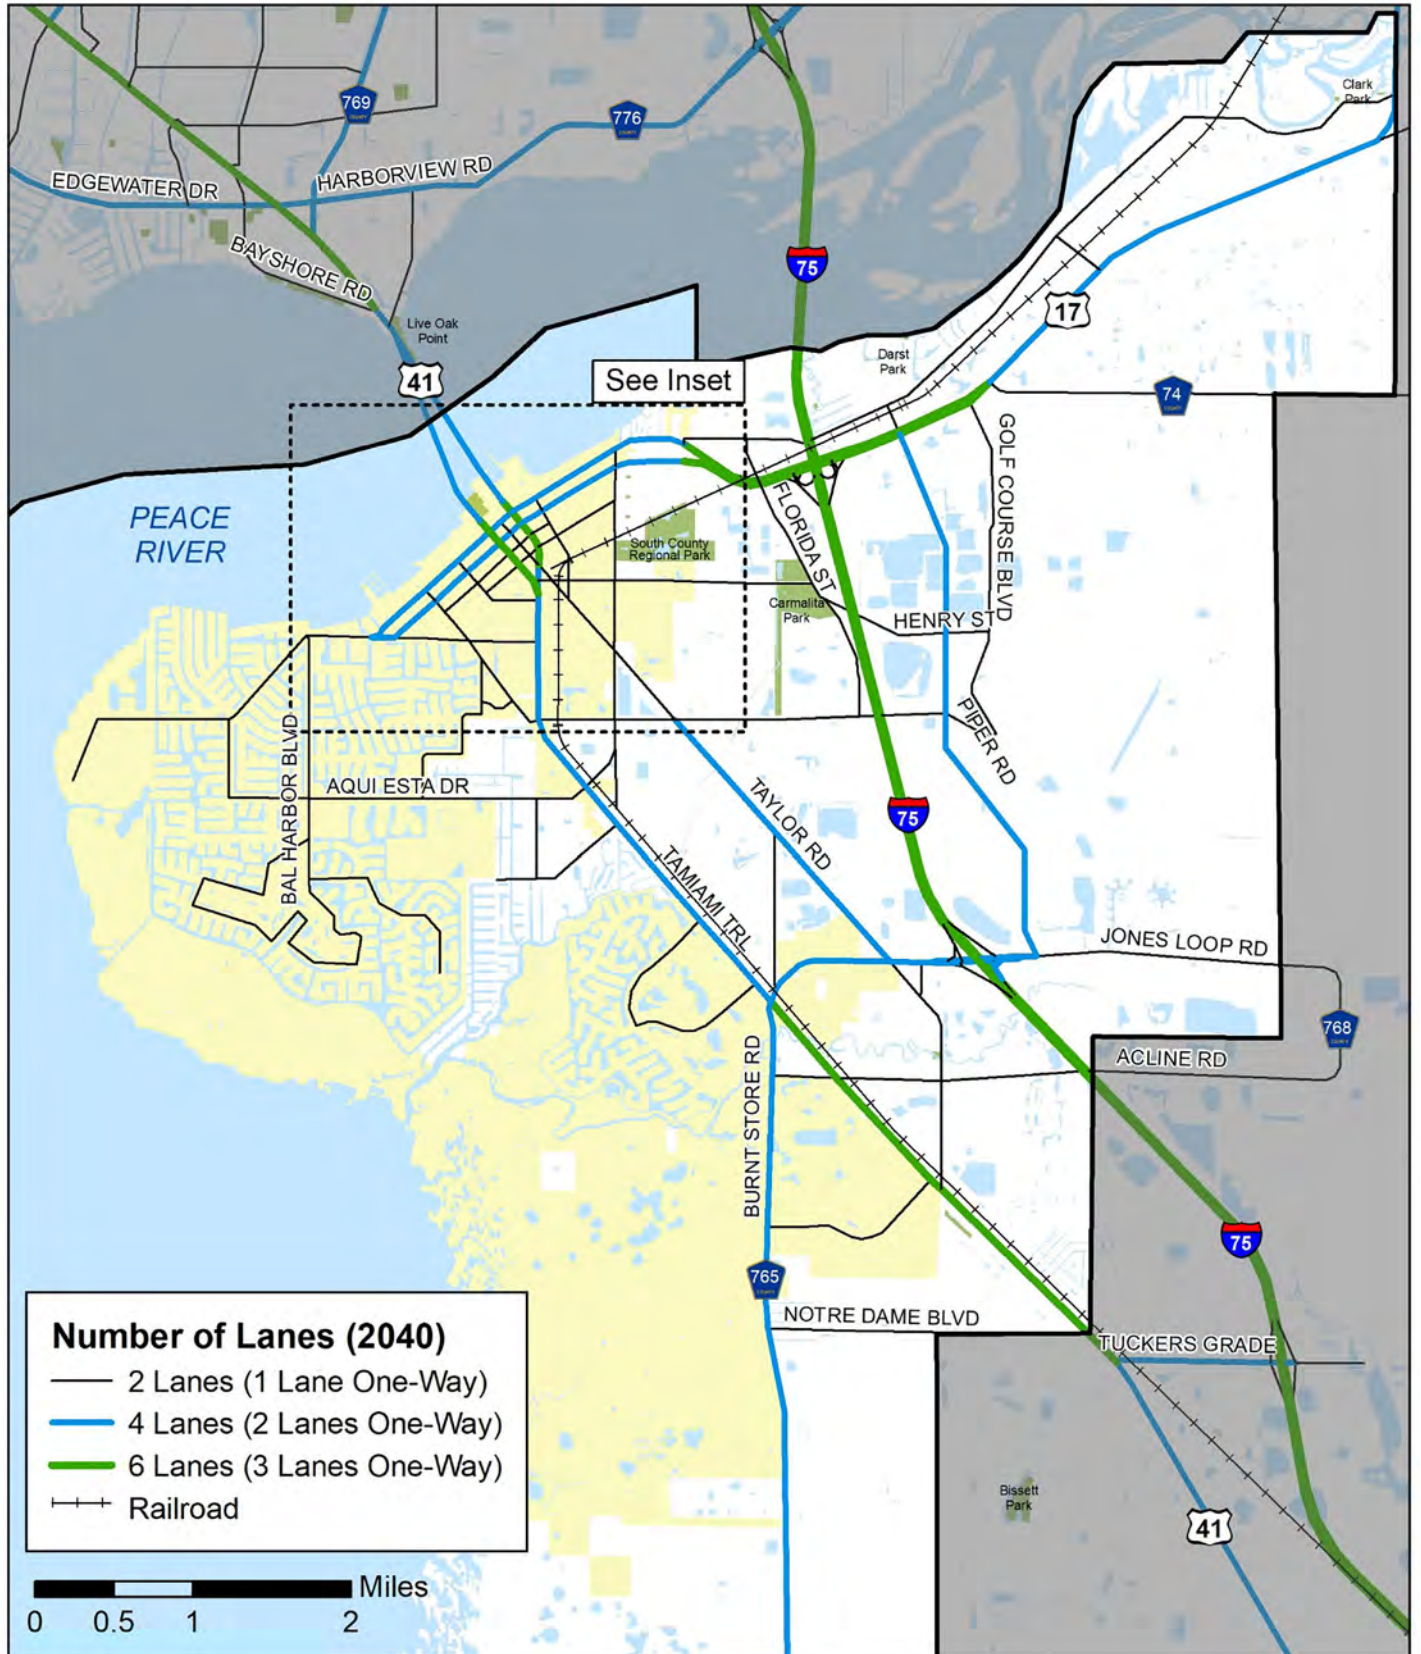 Clark
Park
769
COUNTY
776
COUNTY
HARBORVIEW RD
EDGEWATER DR
BAYSHORE RD
75
17
Live Oak
Point
41
Darst
Park
See Inset
74
COUNTY
GOLF COURSE BLVD
PEACE
RIVER
FLORIDA ST
South County
Regional Park
Carmalita
Park
HENRY ST
PIPER RD
BAL HARBOR BLVD
AQUI ESTA DR
TAYLOR RD
75
TAMIAMI TRL
JONES LOOP RD
768
COUNTY
ACLINE RD
BURNT STORE RD
75
765
COUNTY
NOTRE DAME BLVD
TUCKERS GRADE
Number of Lanes (2040)
2 Lanes (1 Lane One-Way)
4 Lanes (2 Lanes One-Way)
6 Lanes (3 Lanes One-Way)
Railroad
Bissett
Park
41
Miles
0 0.5 1 2